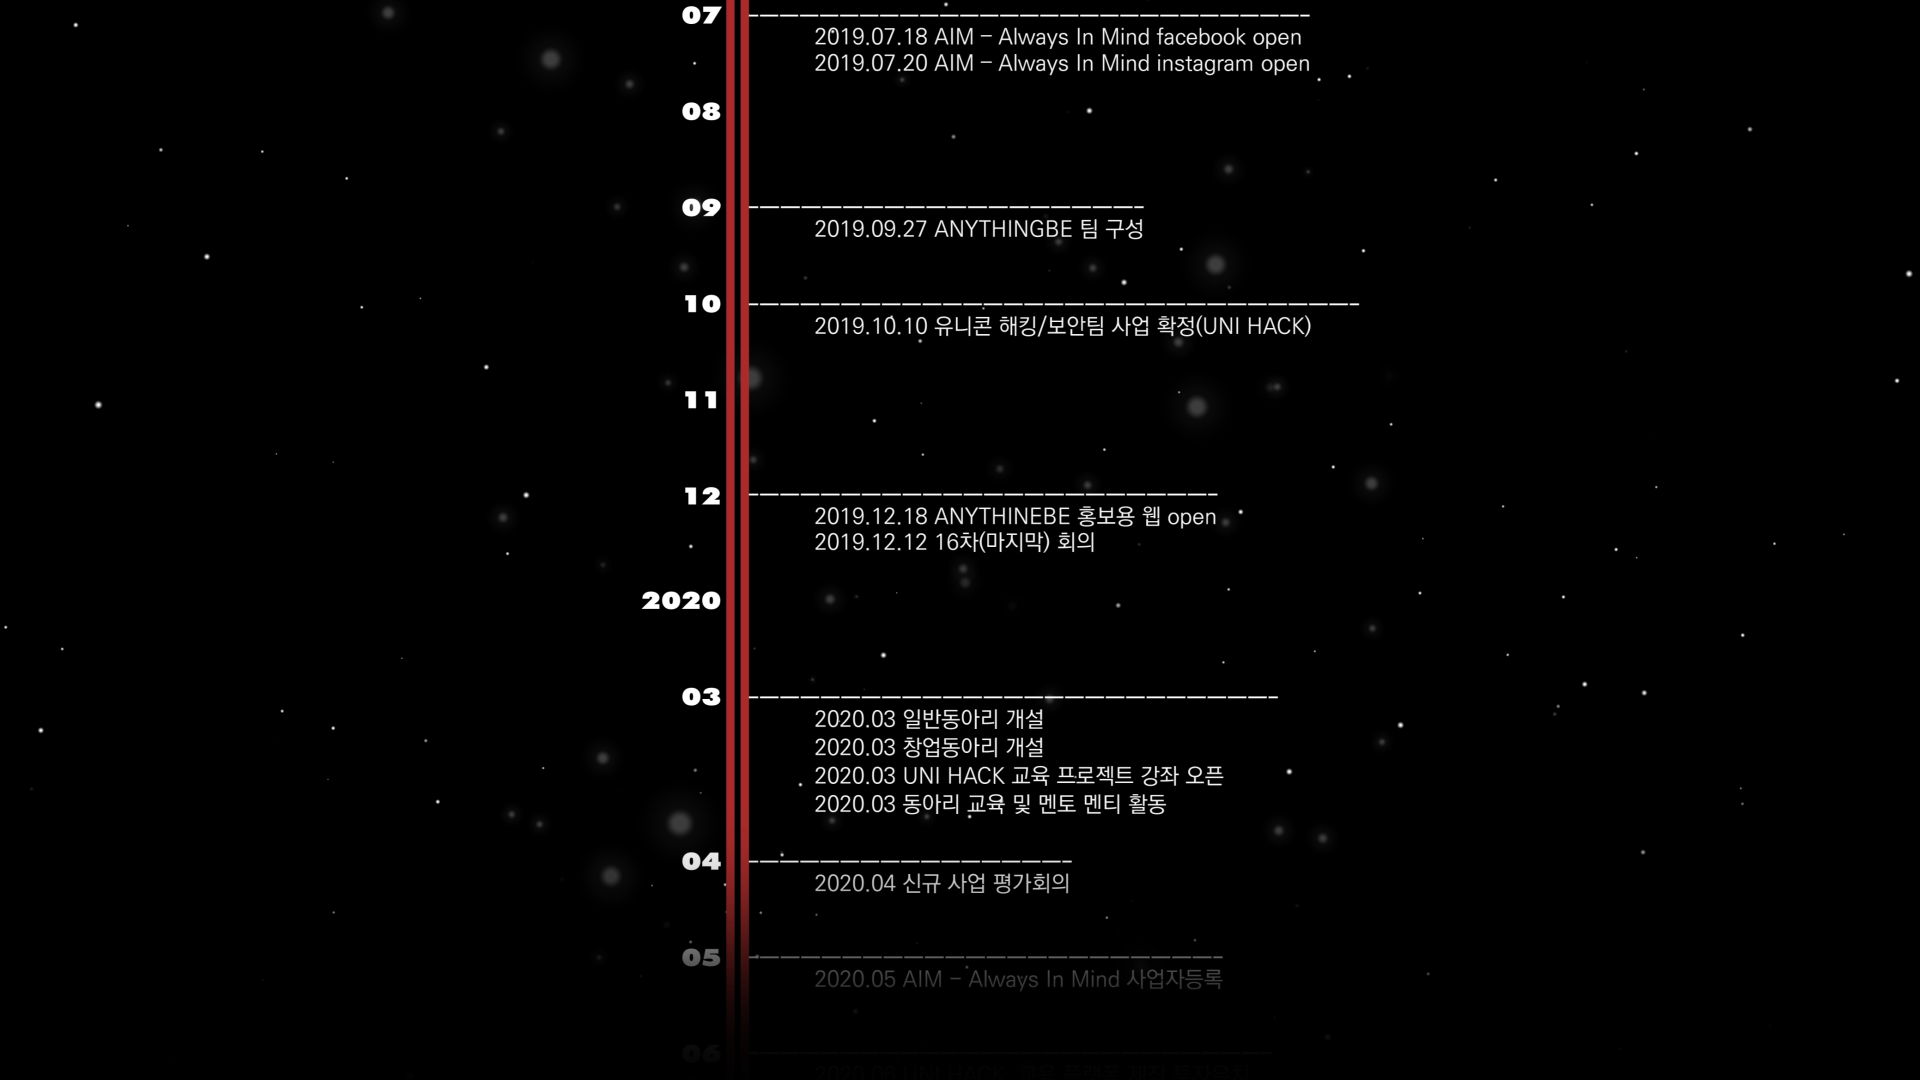 07
2019.07.18 AIM – Always In Mind facebook open
2019.07.20 AIM – Always In Mind instagram open
08
09
2019.09.27 ANYTHINGBE 팀 구성
10
2019.10.10 유니콘 해킹/보안팀 사업 확정(UNI HACK)
11
12
2019.12.18 ANYTHINEBE 홍보용 웹 open
2019.12.12 16차(마지막) 회의
2020
03
2020.03 일반동아리 개설
2020.03 창업동아리 개설
2020.03 UNI HACK 교육 프로젝트 강좌 오픈
2020.03 동아리 교육 및 멘토 멘티 활동
04
2020.04 신규 사업 평가회의
05
2020.05 AIM – Always In Mind 사업자등록
06
2020.06 UNI HACK